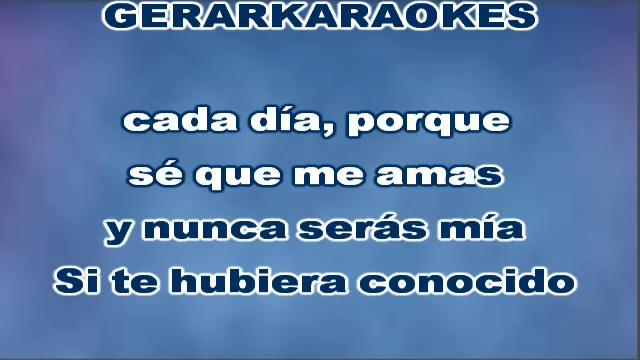 GERARKARAOKES
cada día, porque
sé que me amas
y nunca serás mía
Si te hubiera conocido